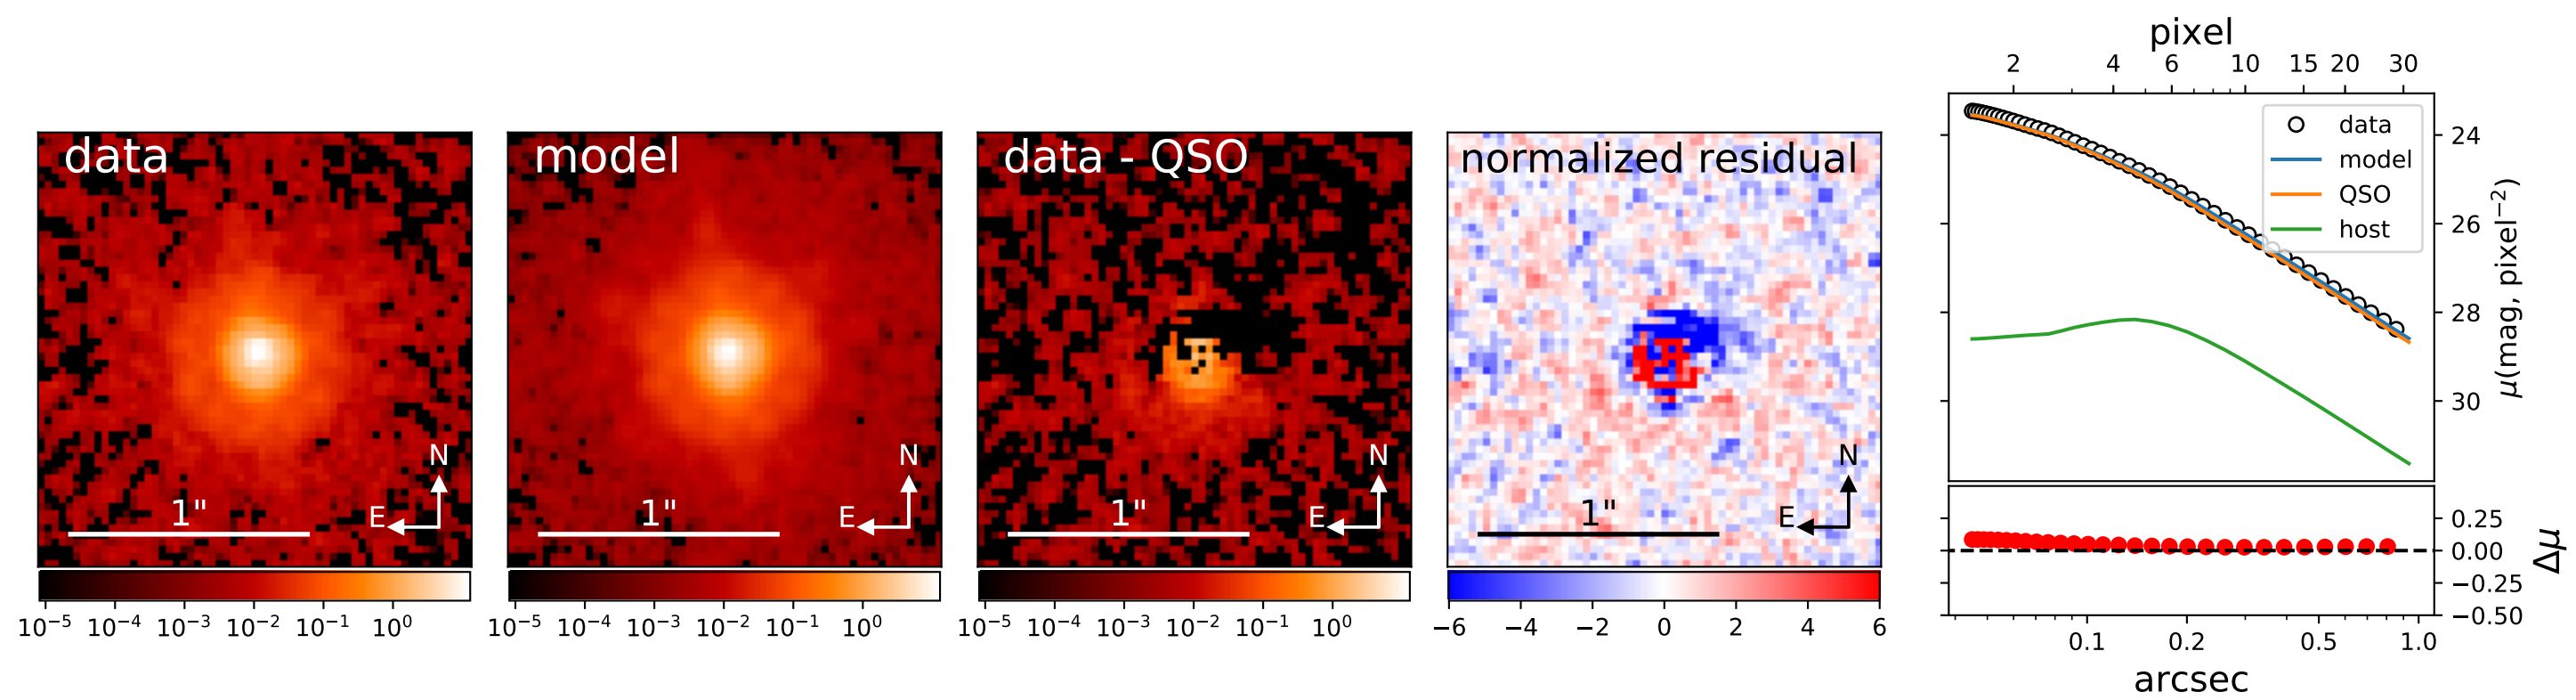 data
N
E
1"
10⁻⁵ 10⁻⁴ 10⁻³ 10⁻² 10⁻¹ 10⁰
model
N
E
1"
10⁻⁵ 10⁻⁴ 10⁻³ 10⁻² 10⁻¹ 10⁰
data - QSO
N
E
1"
10⁻⁵ 10⁻⁴ 10⁻³ 10⁻² 10⁻¹ 10⁰
normalized residual
N
E
1"
−6 −4 −2 0 2 4 6
pixel
2 4 6 10 15 20 30
data
model
QSO
host
24
26
28
30
μ(mag, pixel⁻²)
0.25
0.00
−0.25
−0.50
Δμ
0.1 0.2 0.5 1.0
arcsec